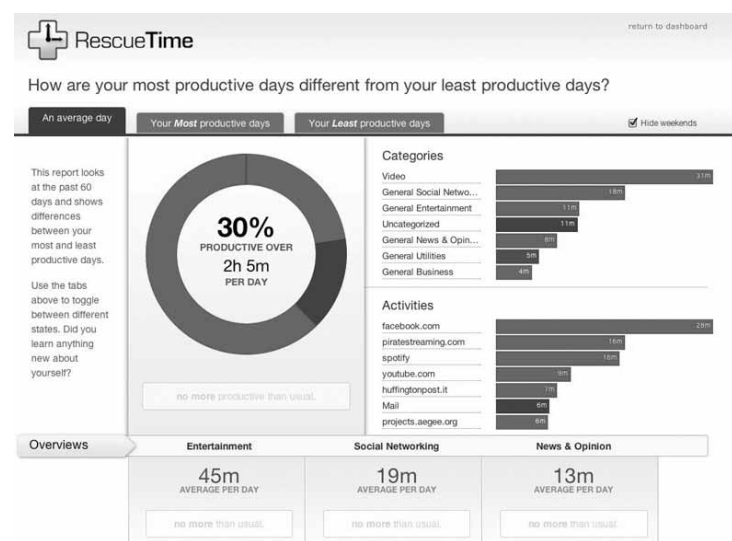 return to dashboard
RescueTime
How are your most productive days different from your least productive days?
An average day
Your Most productive days
Your Least productive days
Hide weekends
This report looks
at the past 60
days and shows
differences
between your
most and least
productive days.
Use the tabs
above to toggle
between different
states. Did you
learn anything
new about
yourself?
30%
PRODUCTIVE OVER
2h 5m
PER DAY
no more productive than usual.
Categories
Video 31m
General Social Netwo... 18m
General Entertainment 11m
Uncategorized 11m
General News & Opin... 8m
General Utilities 5m
General Business 4m
Activities
facebook.com 28m
piratestreaming.com 16m
spotify 16m
youtube.com 9m
huffingtonpost.it 7m
Mail 6m
projects.aegee.org 6m
Overviews
Entertainment
Social Networking
News & Opinion
45m
AVERAGE PER DAY
no more than usual.
19m
AVERAGE PER DAY
no more than usual.
13m
AVERAGE PER DAY
no more than usual.